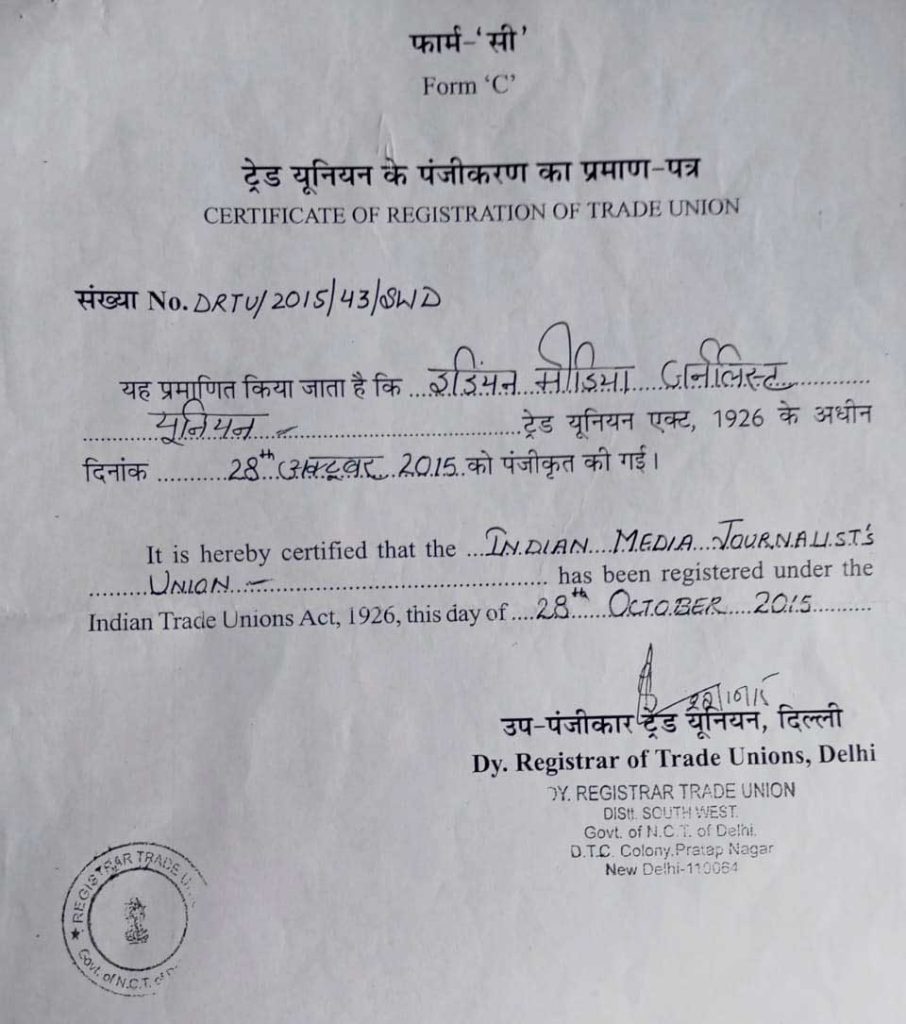 फार्म-‘सी’
Form ‘C’
ट्रेड यूनियन के पंजीकरण का प्रमाण-पत्र
CERTIFICATE OF REGISTRATION OF TRADE UNION
संख्या No. DRTU/2015/43/SWD
यह प्रमाणित किया जाता है कि ... इंडियन मीडिया जर्नलिस्ट ............
............ यूनियन - ............ ट्रेड यूनियन एक्ट, 1926 के अधीन
दिनांक ........... 28th अक्टूबर 2015 को पंजीकृत की गई।
It is hereby certified that the ... INDIAN MEDIA JOURNALIST'S
......... UNION - ............ has been registered under the
Indian Trade Unions Act, 1926, this day of .... 28th OCTOBER 2015 ..........
28/10/15
उप-पंजीकार ट्रेड यूनियन, दिल्ली
Dy. Registrar of Trade Unions, Delhi
DY. REGISTRAR TRADE UNION
DIStt. SOUTH WEST.
Govt. of N.C.T. of Delhi.
D.T.C. Colony, Pratap Nagar
New Delhi-110064
★ REGISTRAR TRADE
Govt. of N.C.T. of